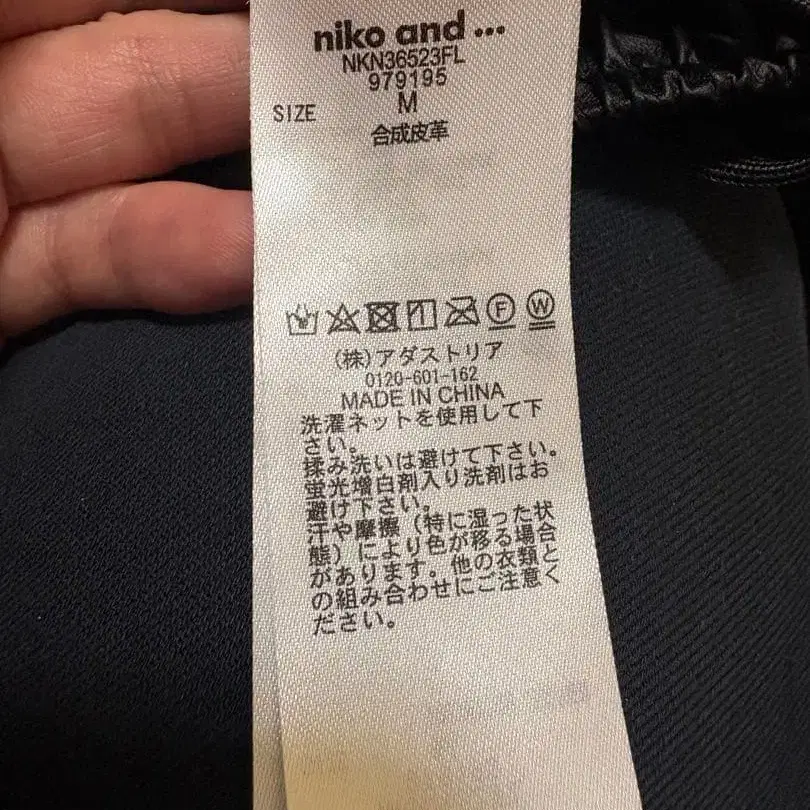 niko and ...
NKN36523FL
979195
SIZE M
合成皮革
F W
(株)アダストリア
0120-601-162
MADE IN CHINA
洗濯ネットを使用して下
さい。
揉み洗いは避けて下さい。
蛍光増白剤入り洗剤はお
避け下さい。
汗や摩擦(特に湿った状
態)により色が移る場合
があります。他の衣類と
の組み合わせにご注意く
ださい。